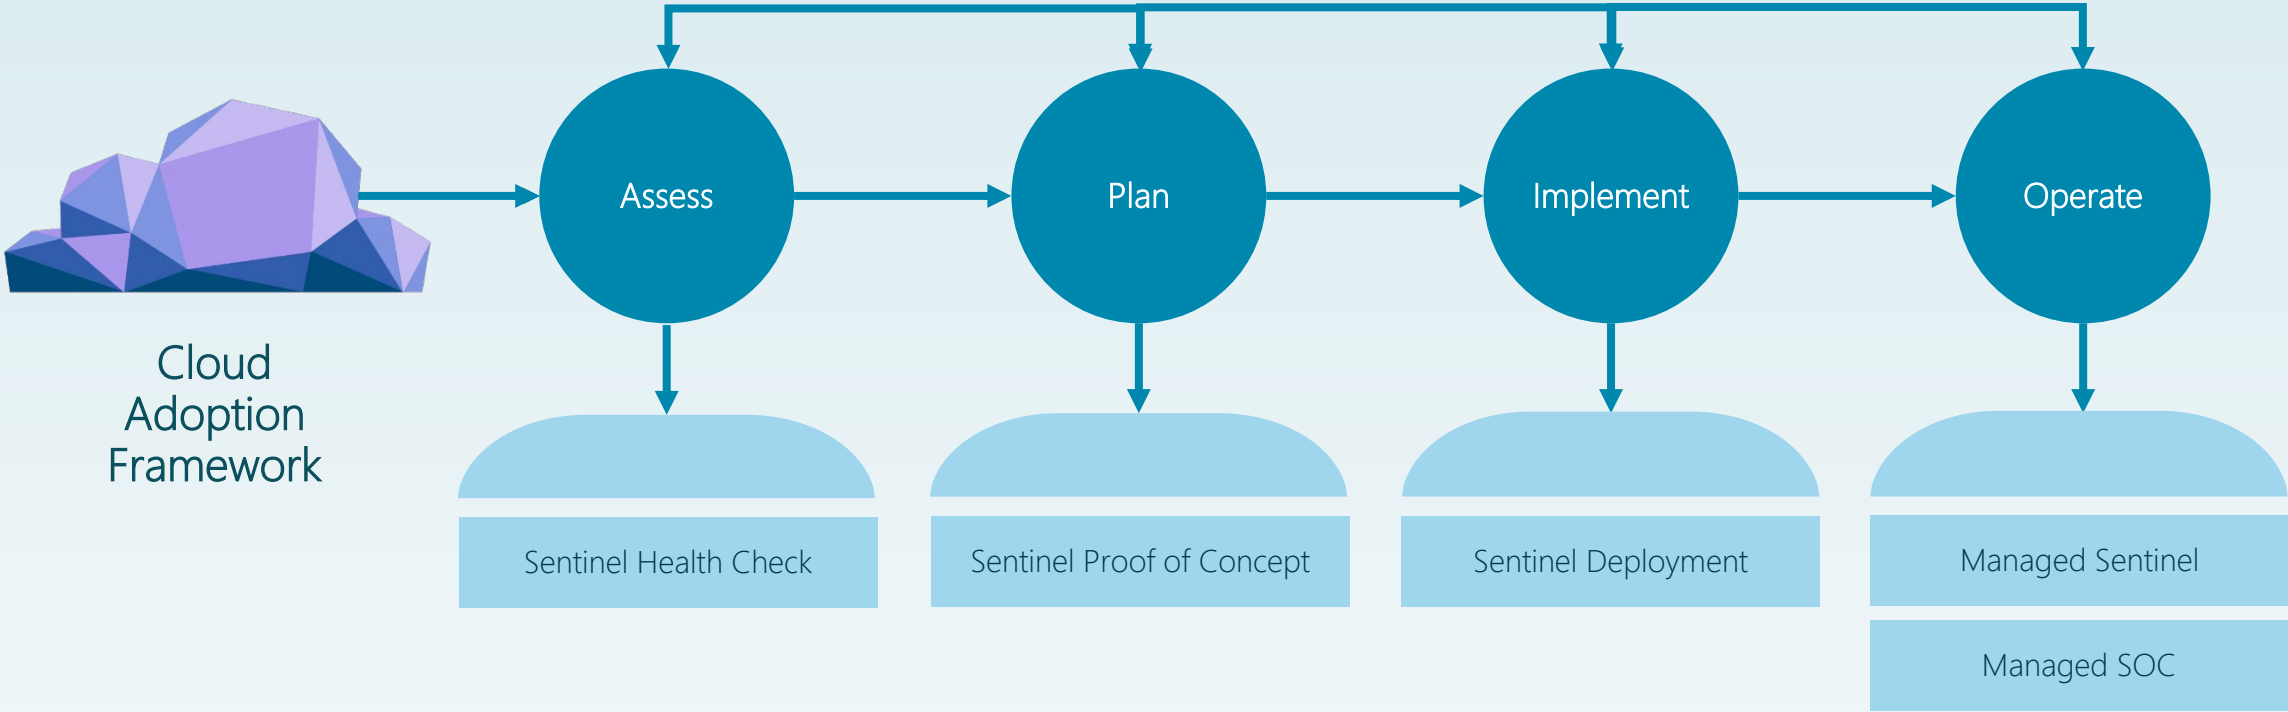 Cloud
Adoption
Framework
Assess
Plan
Implement
Operate
Sentinel Health Check
Sentinel Proof of Concept
Sentinel Deployment
Managed Sentinel
Managed SOC